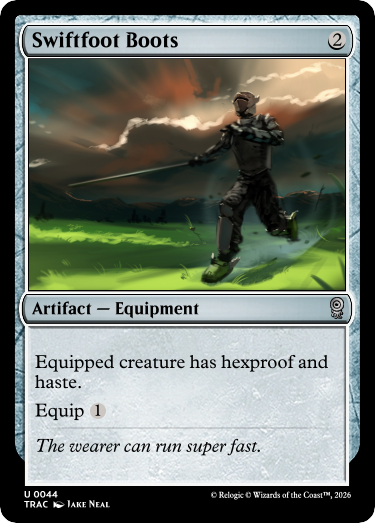 Swiftfoot Boots 2
Artifact — Equipment
Equipped creature has hexproof and
haste.
Equip 1
The wearer can run super fast.
U 0044
TRAC Jake Neal
© Relogic © Wizards of the Coast™, 2026